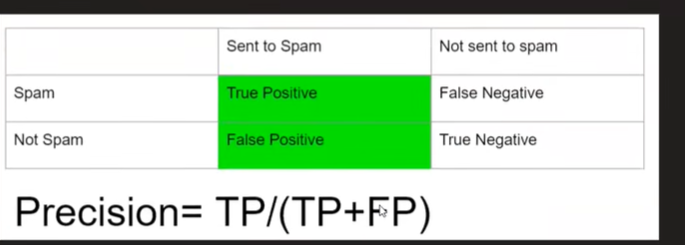 Sent to Spam Not sent to spam
Spam True Positive False Negative
Not Spam False Positive True Negative
Precision= TP/(TP+FP)